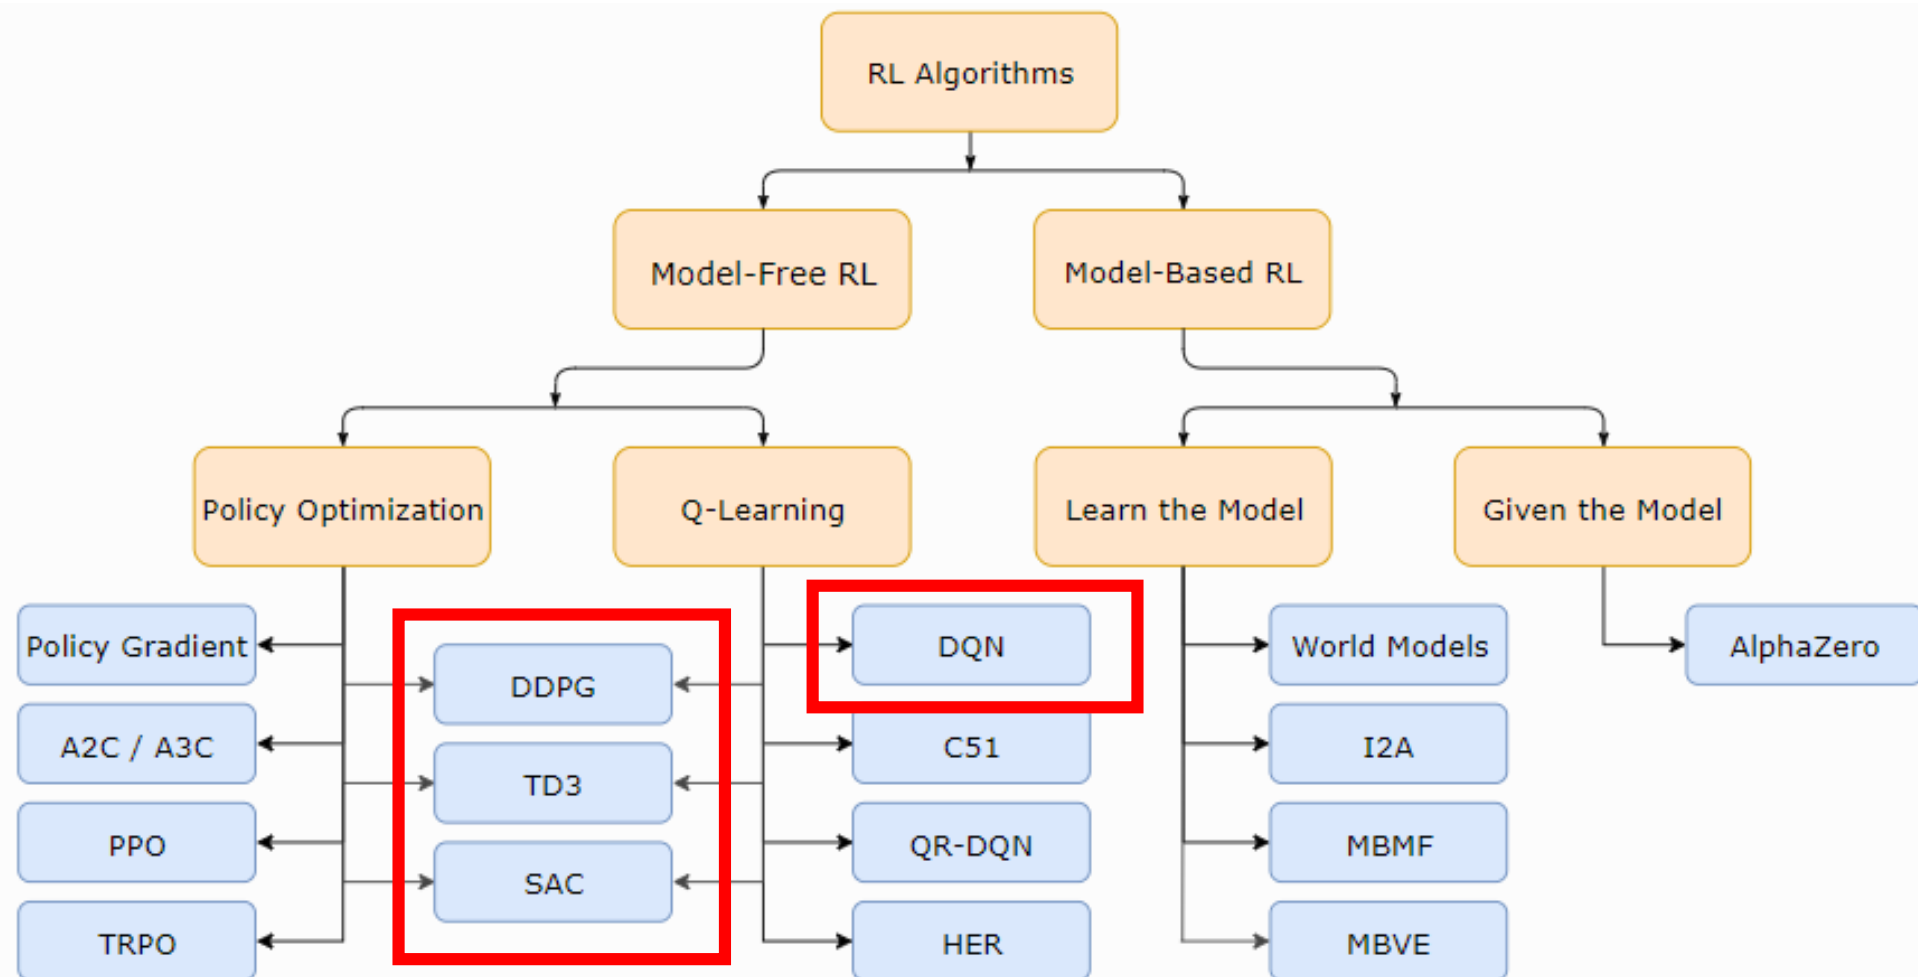 RL Algorithms
Model-Free RL
Model-Based RL
Policy Optimization
Q-Learning
Learn the Model
Given the Model
Policy Gradient
DDPG
DQN
World Models
AlphaZero
A2C / A3C
TD3
C51
I2A
PPO
SAC
QR-DQN
MBMF
TRPO
HER
MBVE